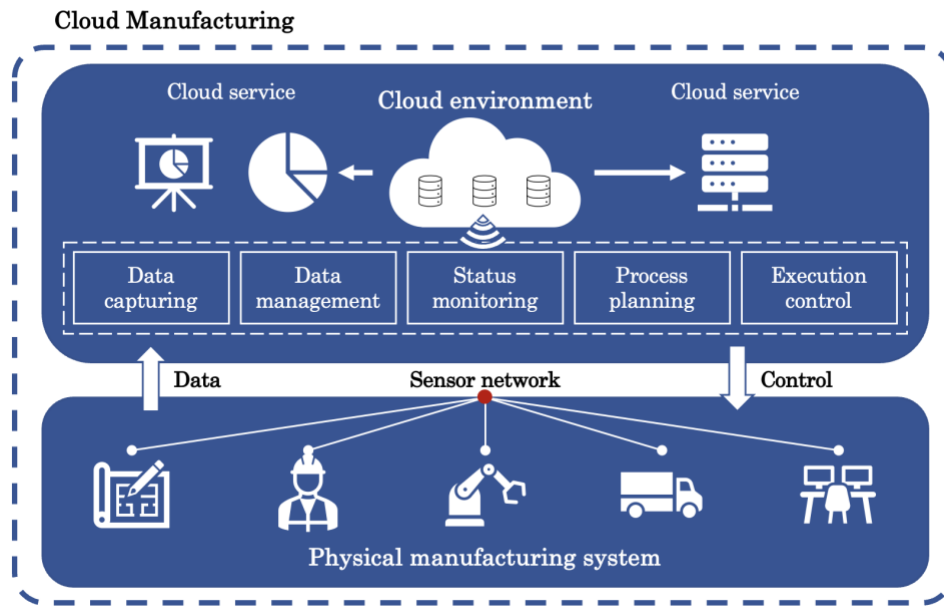 Cloud Manufacturing
Cloud service
Cloud environment
Cloud service
Data
capturing
Data
management
Status
monitoring
Process
planning
Execution
control
Data
Sensor network
Control
Physical manufacturing system